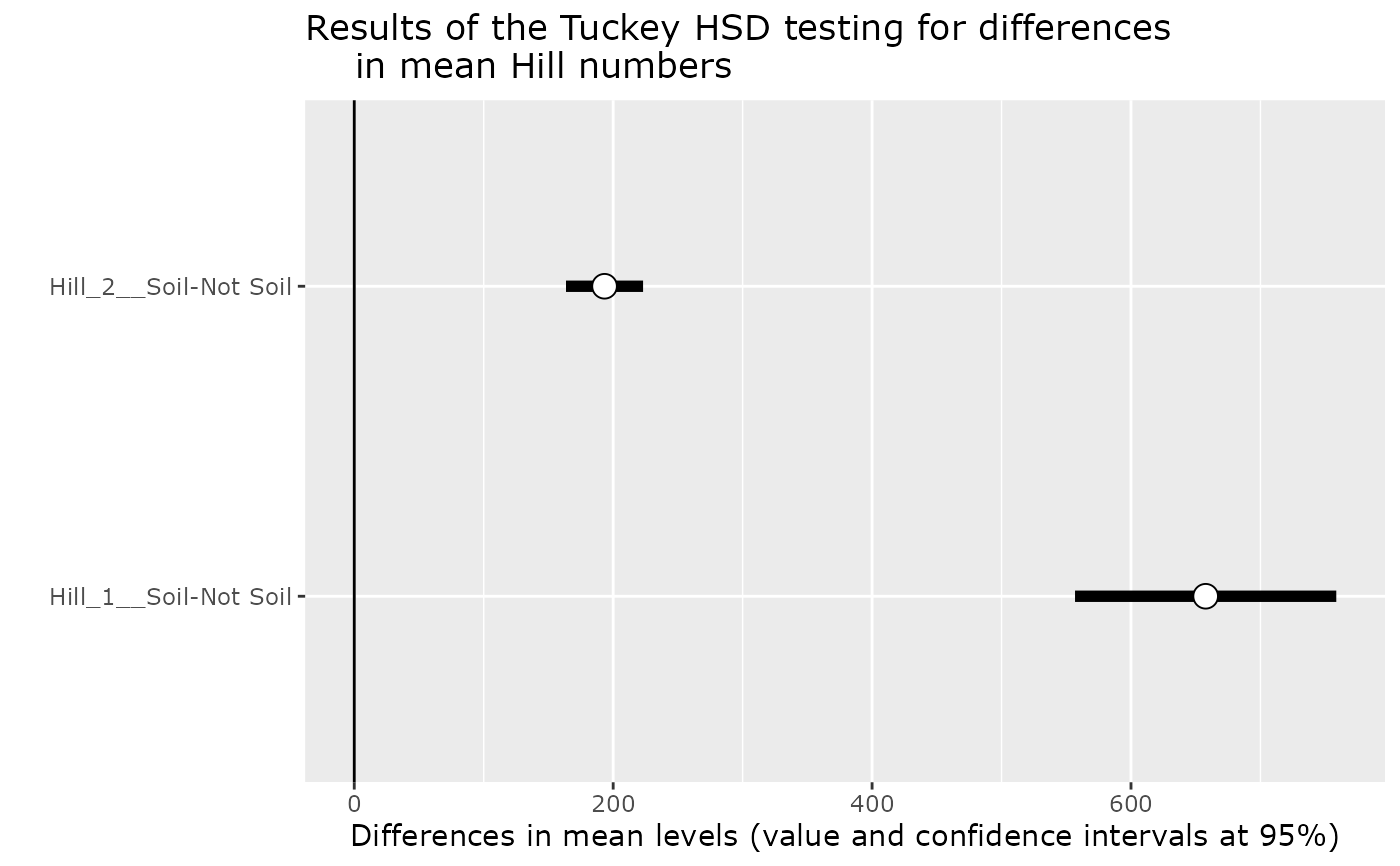 Results of the Tuckey HSD testing for differences
in mean Hill numbers
Hill_2__Soil-Not Soil
Hill_1__Soil-Not Soil
0 200 400 600
Differences in mean levels (value and confidence intervals at 95%)